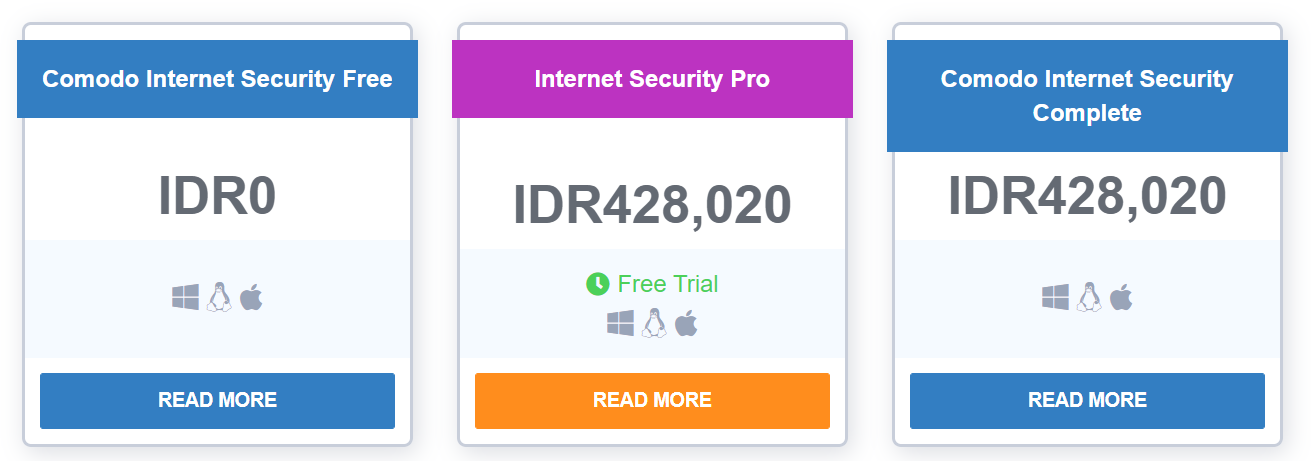 Comodo Internet Security Free
IDR0
READ MORE
Internet Security Pro
IDR428,020
Free Trial
READ MORE
Comodo Internet Security
Complete
IDR428,020
READ MORE